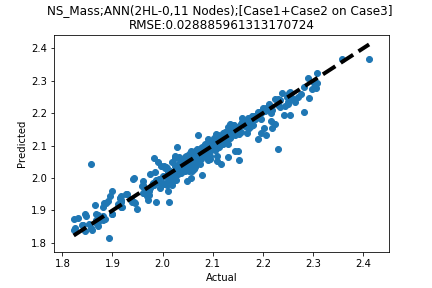 NS_Mass;ANN(2HL-0,11 Nodes);[Case1+Case2 on Case3]
RMSE:0.028885961313170724
2.4
2.3
2.2
2.1
2.0
1.9
1.8
Predicted
1.8 1.9 2.0 2.1 2.2 2.3 2.4
Actual